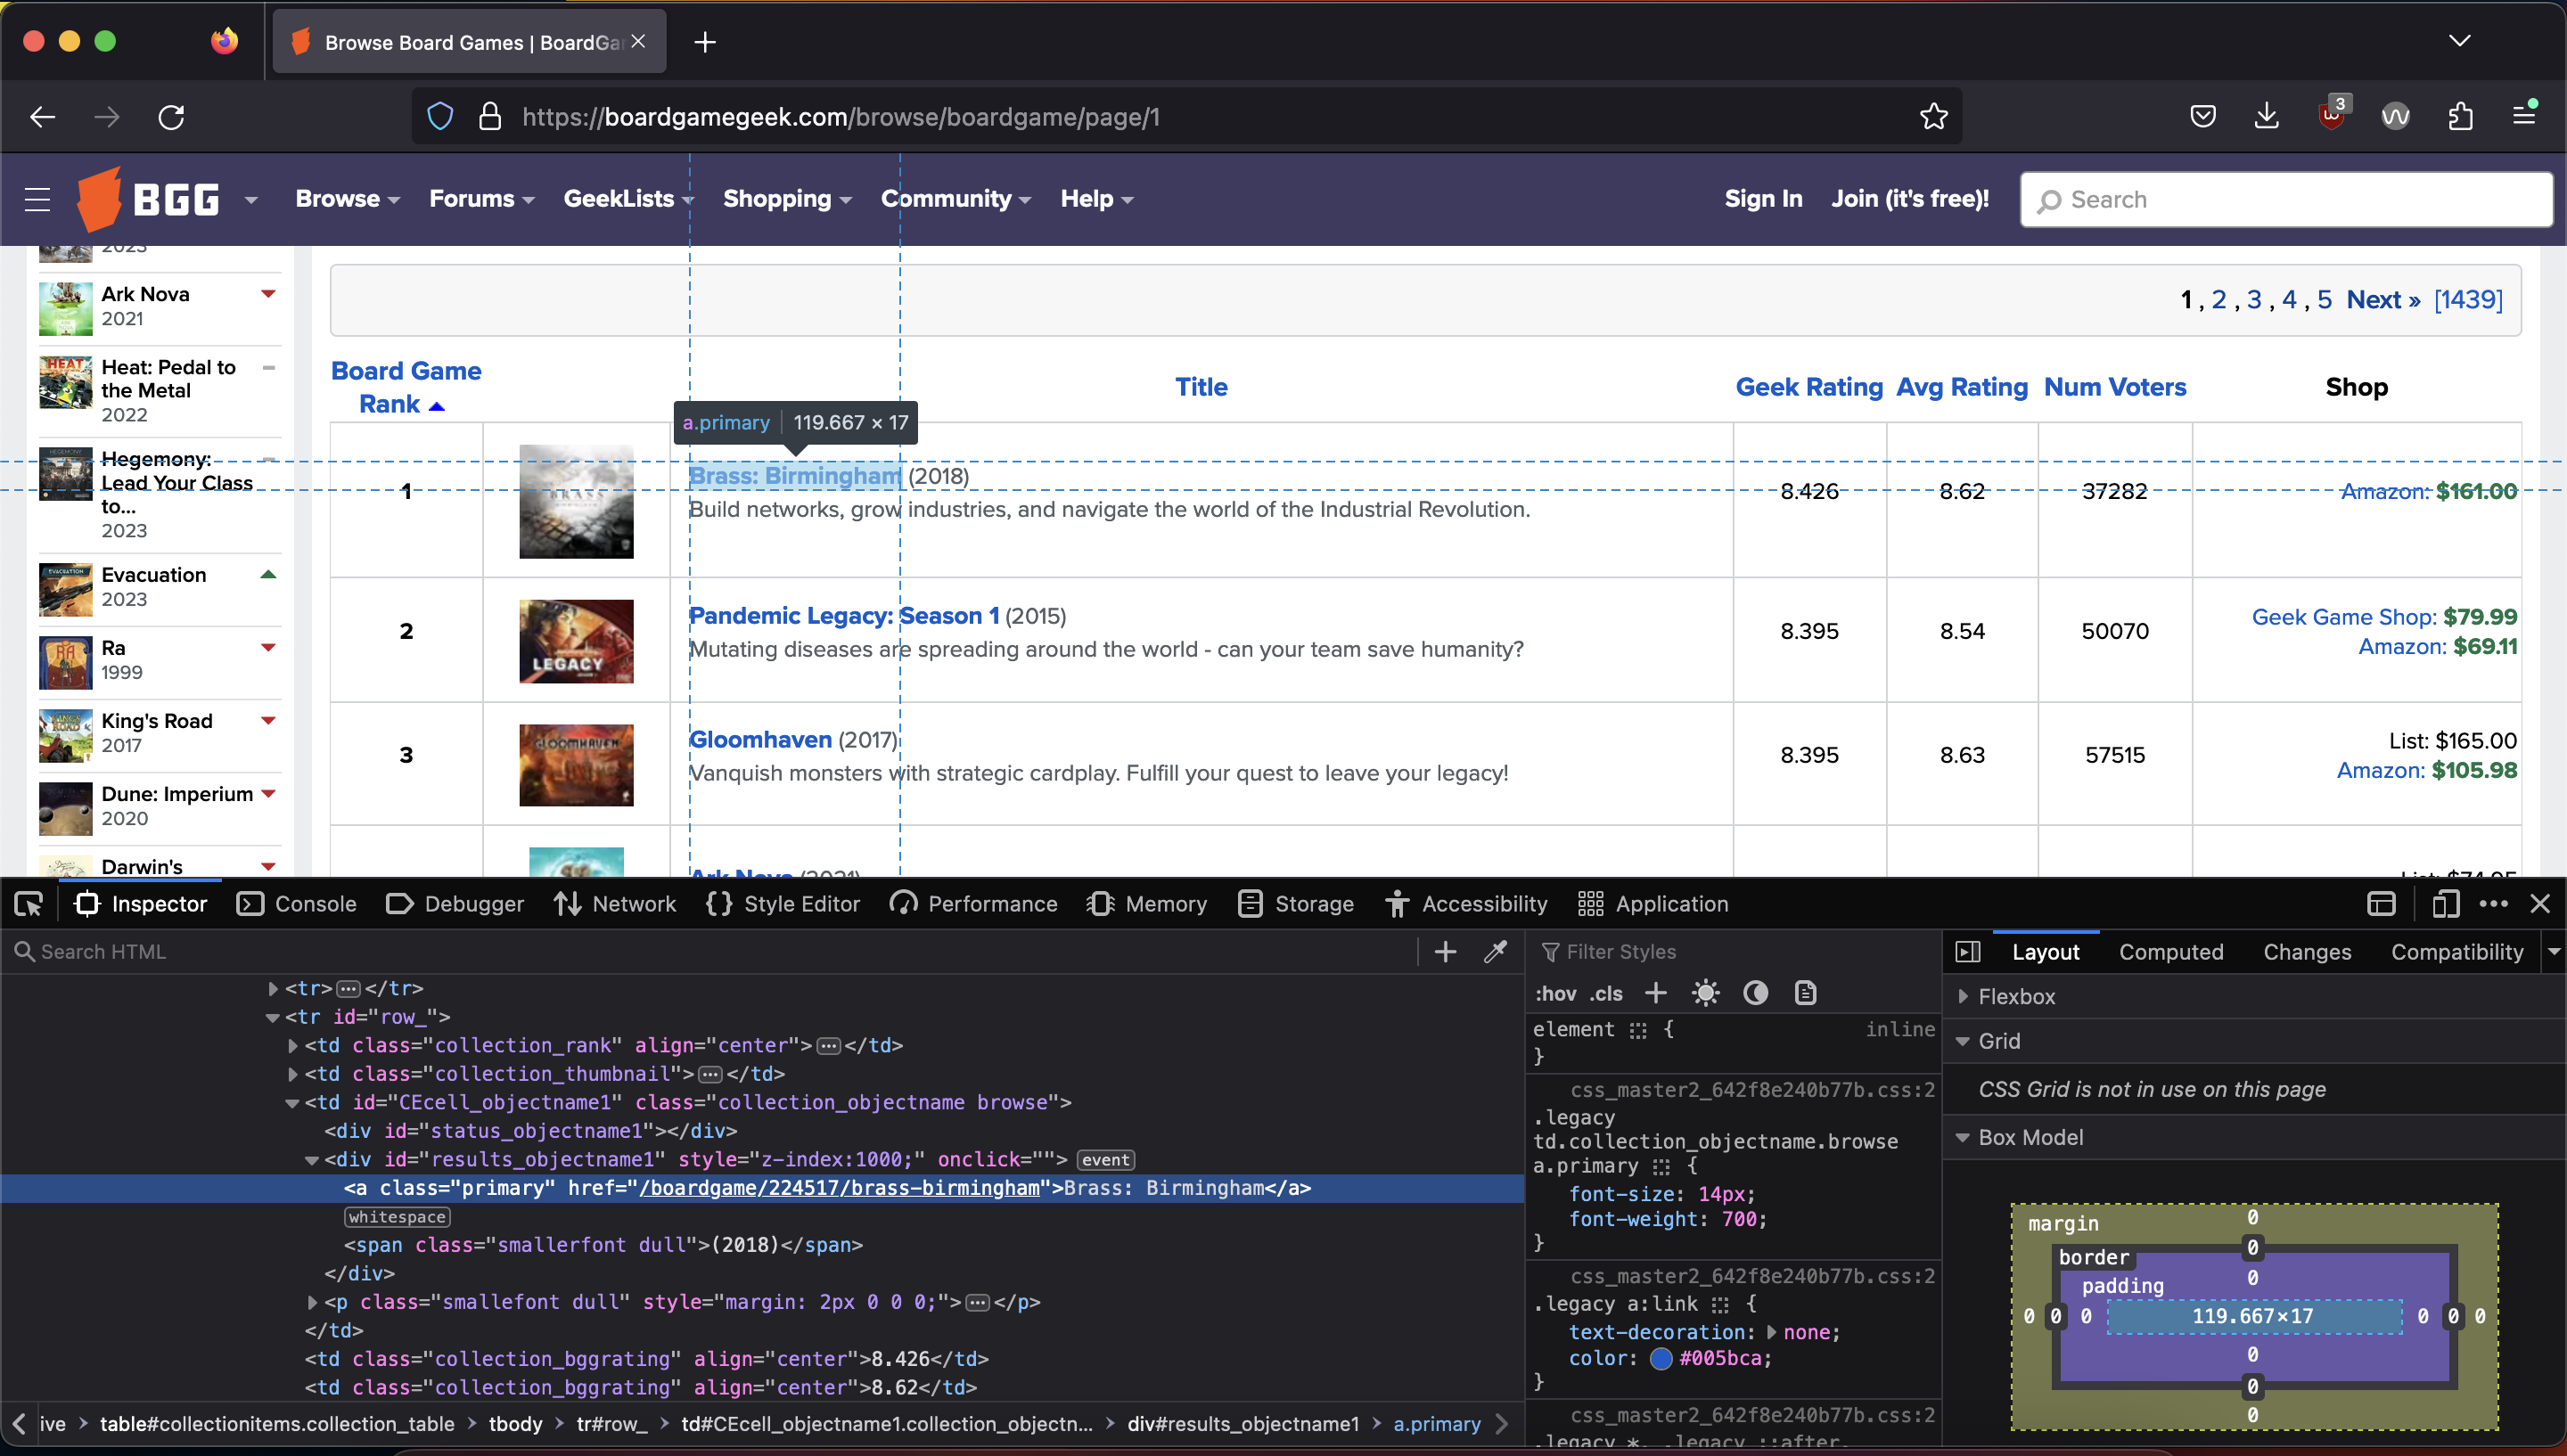 Browse Board Games | BoardGa
https://boardgamegeek.com/browse/boardgame/page/1
3
BGG
Browse
Forums
GeekLists
Shopping
Community
Help
Sign In
Join (it's free)!
Search
2023
Ark Nova
2021
Heat: Pedal to
the Metal
2022
Hegemony:
Lead Your Class
to...
2023
Evacuation
2023
Ra
1999
King's Road
2017
Dune: Imperium
2020
Darwin's
1 , 2 , 3 , 4 , 5 Next » [1439]
Board Game
Rank
Title
Geek Rating
Avg Rating
Num Voters
Shop
a.primary 119.667 × 17
1
BRASS
Brass: Birmingham (2018)
Build networks, grow industries, and navigate the world of the Industrial Revolution.
8.426
8.62
37282
Amazon: $161.00
2
LEGACY
Pandemic Legacy: Season 1 (2015)
Mutating diseases are spreading around the world - can your team save humanity?
8.395
8.54
50070
Geek Game Shop: $79.99
Amazon: $69.11
3
GLOOMHAVEN
Gloomhaven (2017)
Vanquish monsters with strategic cardplay. Fulfill your quest to leave your legacy!
8.395
8.63
57515
List: $165.00
Amazon: $105.98
Ark Nova (2021)
List: $74.95
Inspector
Console
Debugger
Network
Style Editor
Performance
Memory
Storage
Accessibility
Application
Search HTML
<tr>…</tr>
<tr id="row_">
<td class="collection_rank" align="center">…</td>
<td class="collection_thumbnail">…</td>
<td id="CEcell_objectname1" class="collection_objectname browse">
<div id="status_objectname1"></div>
<div id="results_objectname1" style="z-index:1000;" onclick=""> event
<a class="primary" href="/boardgame/224517/brass-birmingham">Brass: Birmingham</a>
whitespace
<span class="smallerfont dull">(2018)</span>
</div>
<p class="smallefont dull" style="margin: 2px 0 0 0;">…</p>
</td>
<td class="collection_bggrating" align="center">8.426</td>
<td class="collection_bggrating" align="center">8.62</td>
ive > table#collectionitems.collection_table > tbody > tr#row_ > td#CEcell_objectname1.collection_objectn... > div#results_objectname1 > a.primary
Filter Styles
:hov .cls
element { inline
}
css_master2_642f8e240b77b.css:2
.legacy
td.collection_objectname.browse
a.primary {
font-size: 14px;
font-weight: 700;
}
css_master2_642f8e240b77b.css:2
.legacy a:link {
text-decoration: none;
color: #005bca;
}
css_master2_642f8e240b77b.css:2
.legacy *, .legacy ::after,
Layout
Computed
Changes
Compatibility
Flexbox
Grid
CSS Grid is not in use on this page
Box Model
margin 0
border 0
padding 0
0 0 0 119.667×17 0 0 0
0
0
0